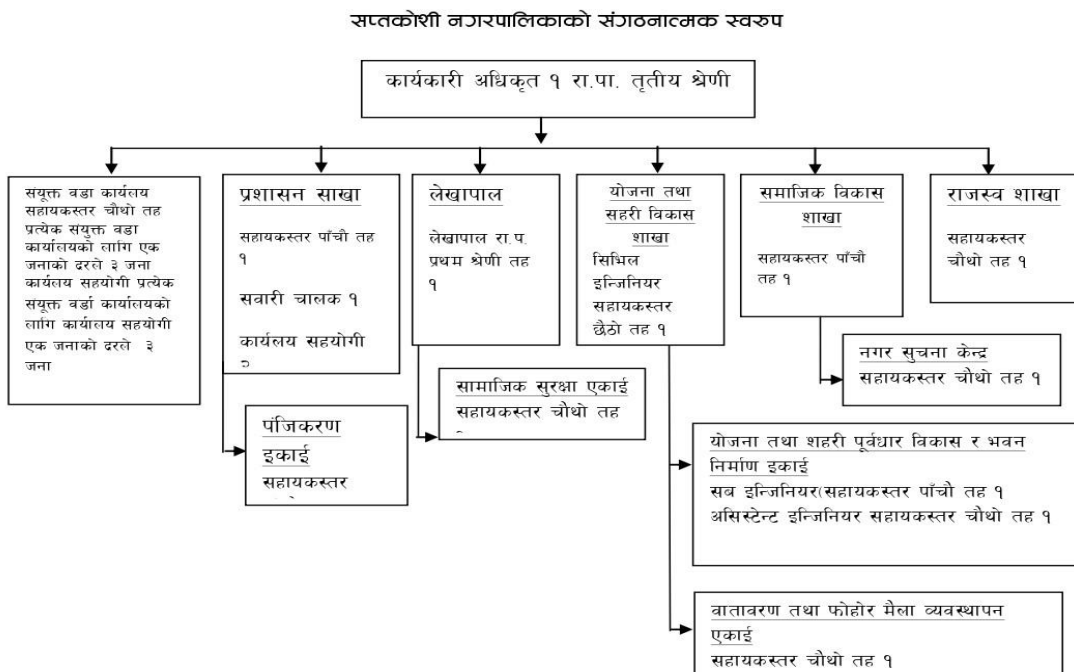 सप्तकोशी नगरपालिकाको संगठनात्मक स्वरुप
कार्यकारी अधिकृत १ रा.पा. तृतीय श्रेणी
संयूक्त वडा कार्यलय
सहायकस्तर चौथो तह
प्रत्येक संयुक्त वडा
कार्यालयको लागि एक
जनाको दरले ३ जना
कार्यलय सहयोगी प्रत्येक
संयूक्त वर्डा कार्यालयको
लागि कार्यालय सहयोगी
एक जनाको दरले ३
जना
प्रशासन साखा
सहायकस्तर पाँचौ तह
१
सवारी चालक १
कार्यलय सहयोगी
लेखापाल
लेखापाल रा.प.
प्रथम श्रेणी तह
१
योजना तथा
सहरी विकास
शाखा
सिभिल
इन्जिनियर
सहायकस्तर
छैठो तह १
समाजिक विकास
शाखा
सहायकस्तर पाँचौ
तह १
राजस्व शाखा
सहायकस्तर
चौथो तह १
नगर सुचना केन्द्र
सहायकस्तर चौथो तह १
सामाजिक सुरक्षा एकाई
सहायकस्तर चौथो तह
पंजिकरण
इकाई
सहायकस्तर
योजना तथा शहरी पूर्वधार विकास र भवन
निर्माण इकाई
सब इन्जिनियर(सहायकस्तर पाँचौ तह १
असिस्टेन्ट इन्जिनियर सहायकस्तर चौथो तह १
वातावरण तथा फोहोर मैला व्यवस्थापन
एकाई
सहायकस्तर चौथो तह १